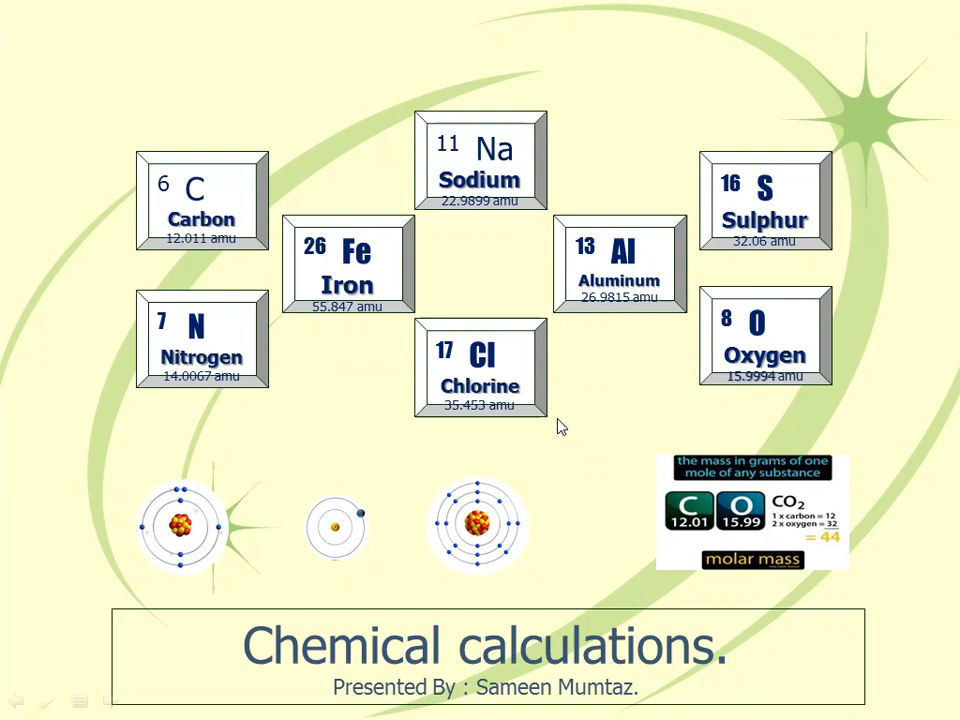 11 Na
Sodium
22.9899 amu
6 C
Carbon
12.011 amu
16 S
Sulphur
32.06 amu
26 Fe
Iron
55.847 amu
13 Al
Aluminum
26.9815 amu
7 N
Nitrogen
14.0067 amu
17 Cl
Chlorine
35.453 amu
8 O
Oxygen
15.9994 amu
the mass in grams of one
mole of any substance
C
12.01
O
15.99
CO2
1 x carbon = 12
2 x oxygen = 32
= 44
molar mass
Chemical calculations.
Presented By : Sameen Mumtaz.